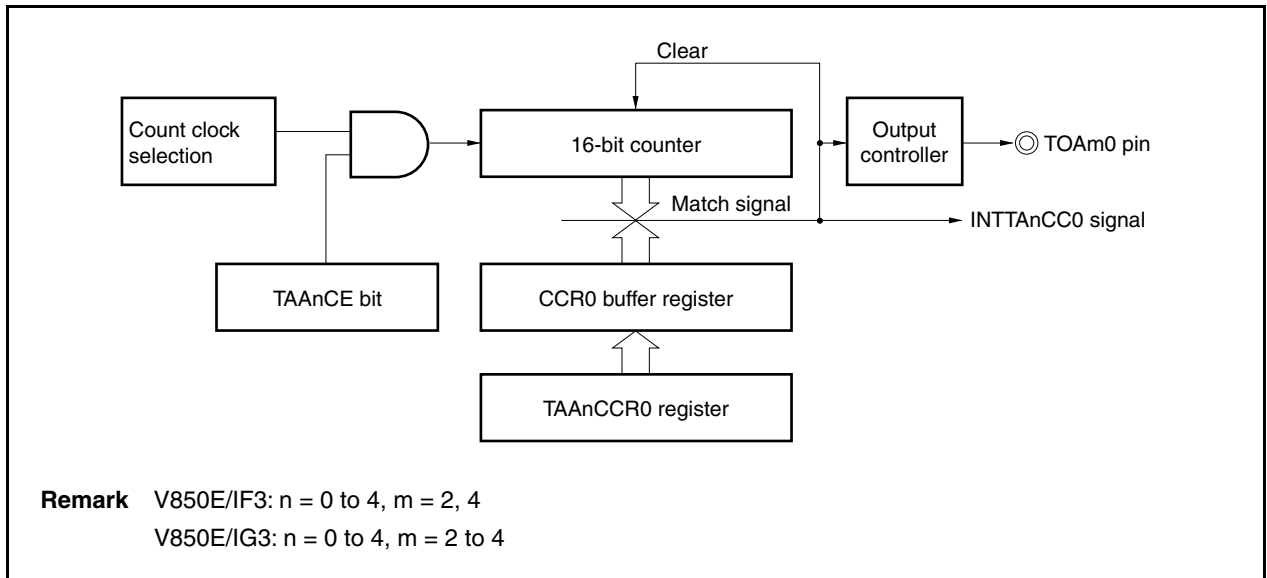 Clear
Count clock
selection
16-bit counter
Output
controller
TOAm0 pin
Match signal
INTTAnCC0 signal
TAAnCE bit
CCR0 buffer register
TAAnCCR0 register
Remark V850E/IF3: n = 0 to 4, m = 2, 4
V850E/IG3: n = 0 to 4, m = 2 to 4